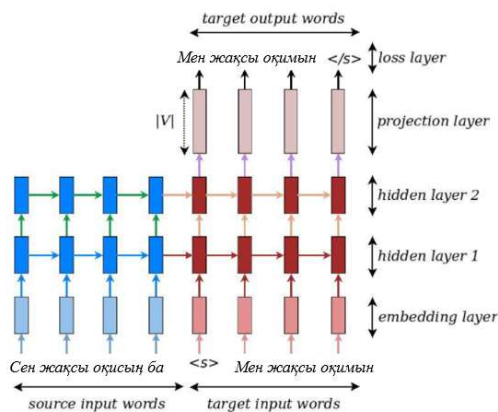 target output words
Мен жақсы оқимын </s>
loss layer
|V|
projection layer
hidden layer 2
hidden layer 1
embedding layer
Сен жақсы оқисың ба
<s>
Мен жақсы оқимын
source input words
target input words